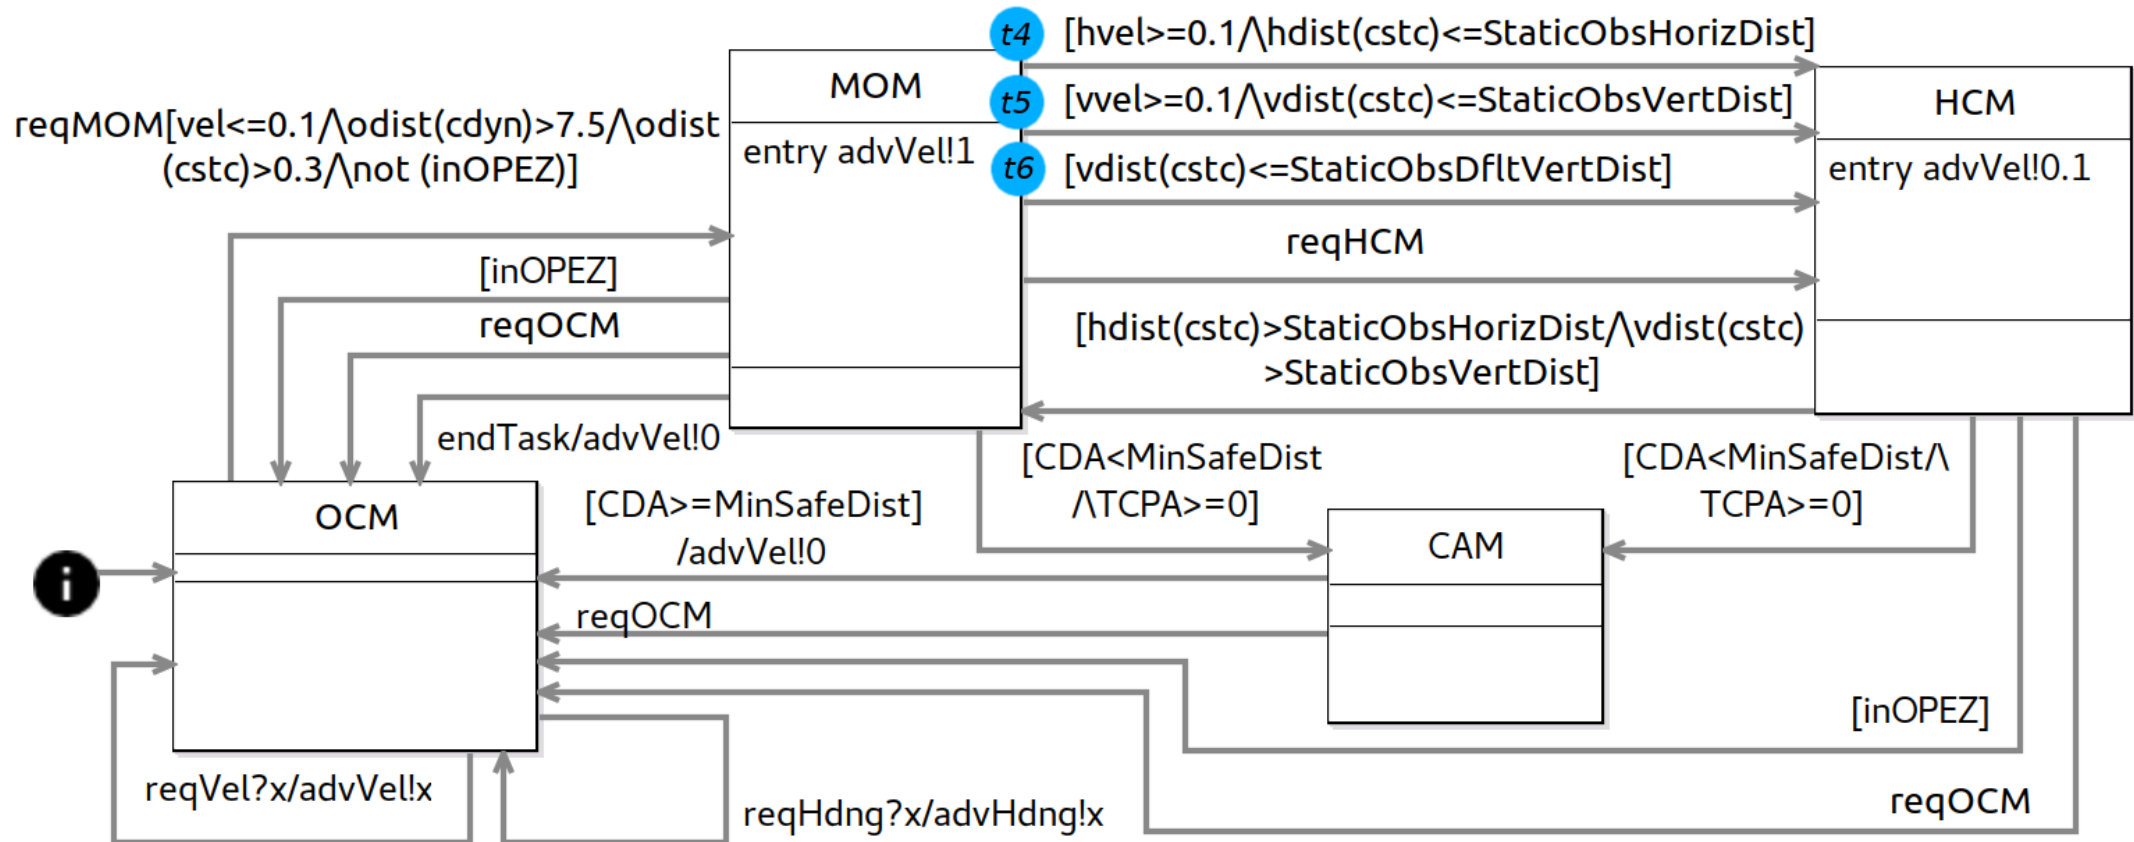 t4 [hvel>=0.1/\hdist(cstc)<=StaticObsHorizDist]
MOM
t5 [vvel>=0.1/\vdist(cstc)<=StaticObsVertDist]
HCM
reqMOM[vel<=0.1/\odist(cdyn)>7.5/\odist
(cstc)>0.3/\not (inOPEZ)]
entry advVel!1
t6 [vdist(cstc)<=StaticObsDfltVertDist]
entry advVel!0.1
reqHCM
[inOPEZ]
reqOCM
[hdist(cstc)>StaticObsHorizDist/\vdist(cstc)
>StaticObsVertDist]
endTask/advVel!0
[CDA<MinSafeDist
/\TCPA>=0]
[CDA<MinSafeDist/\
TCPA>=0]
OCM
[CDA>=MinSafeDist]
/advVel!0
CAM
i
reqOCM
[inOPEZ]
reqVel?x/advVel!x
reqHdng?x/advHdng!x
reqOCM